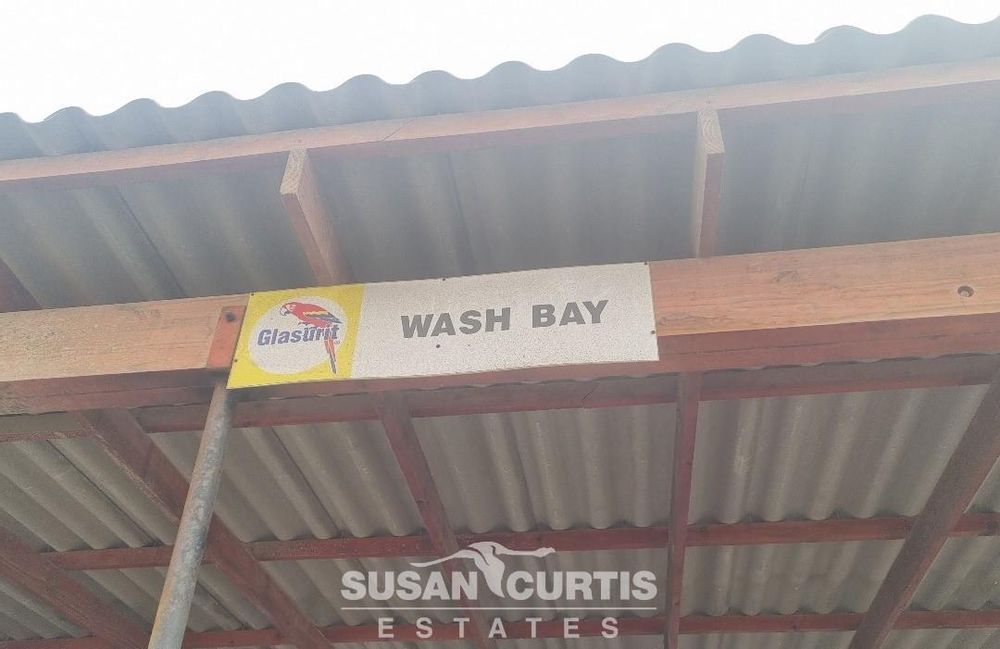 Glasurit
WASH BAY
SUSAN CURTIS
ESTATES